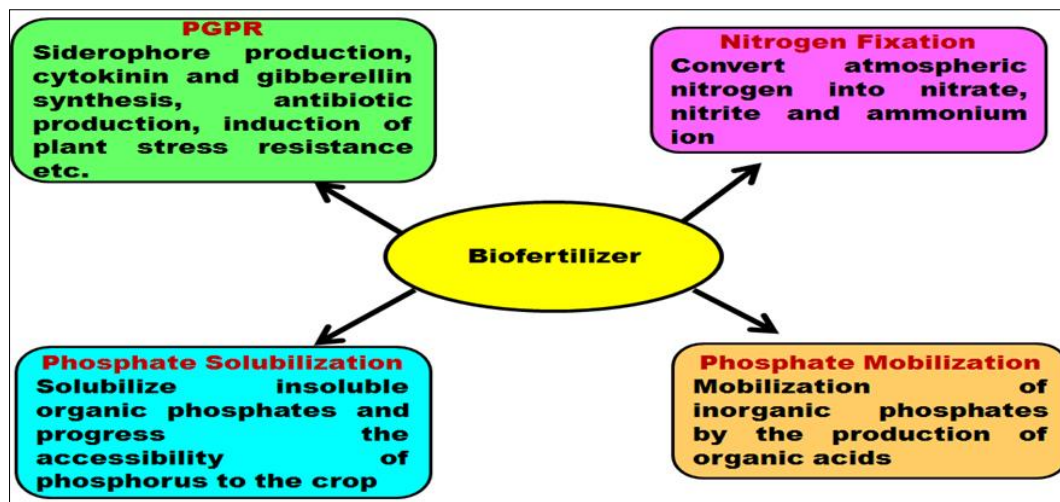 PGPR
Siderophore production,
cytokinin and gibberellin
synthesis, antibiotic
production, induction of
plant stress resistance
etc.
Nitrogen Fixation
Convert atmospheric
nitrogen into nitrate,
nitrite and ammonium
ion
Biofertilizer
Phosphate Solubilization
Solubilize insoluble
organic phosphates and
progress the
accessibility of
phosphorus to the crop
Phosphate Mobilization
Mobilization of
inorganic phosphates
by the production of
organic acids